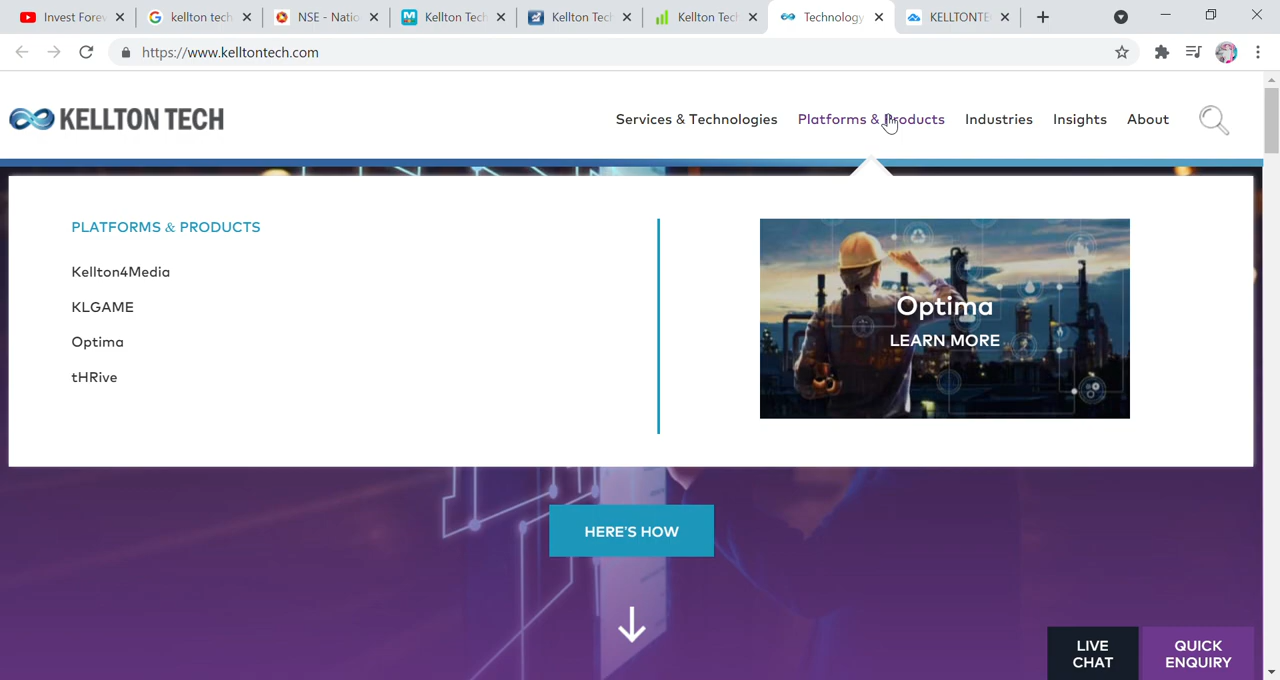 Invest Forev
kellton tech
NSE - Natio
Kellton Tech
Kellton Tech
Kellton Tech
Technology
KELLTONTE
https://www.kelltontech.com
KELLTON TECH
Services & Technologies
Platforms & Products
Industries
Insights
About
PLATFORMS & PRODUCTS
Kellton4Media
KLGAME
Optima
tHRive
Optima
LEARN MORE
HERE'S HOW
LIVE
CHAT
QUICK
ENQUIRY